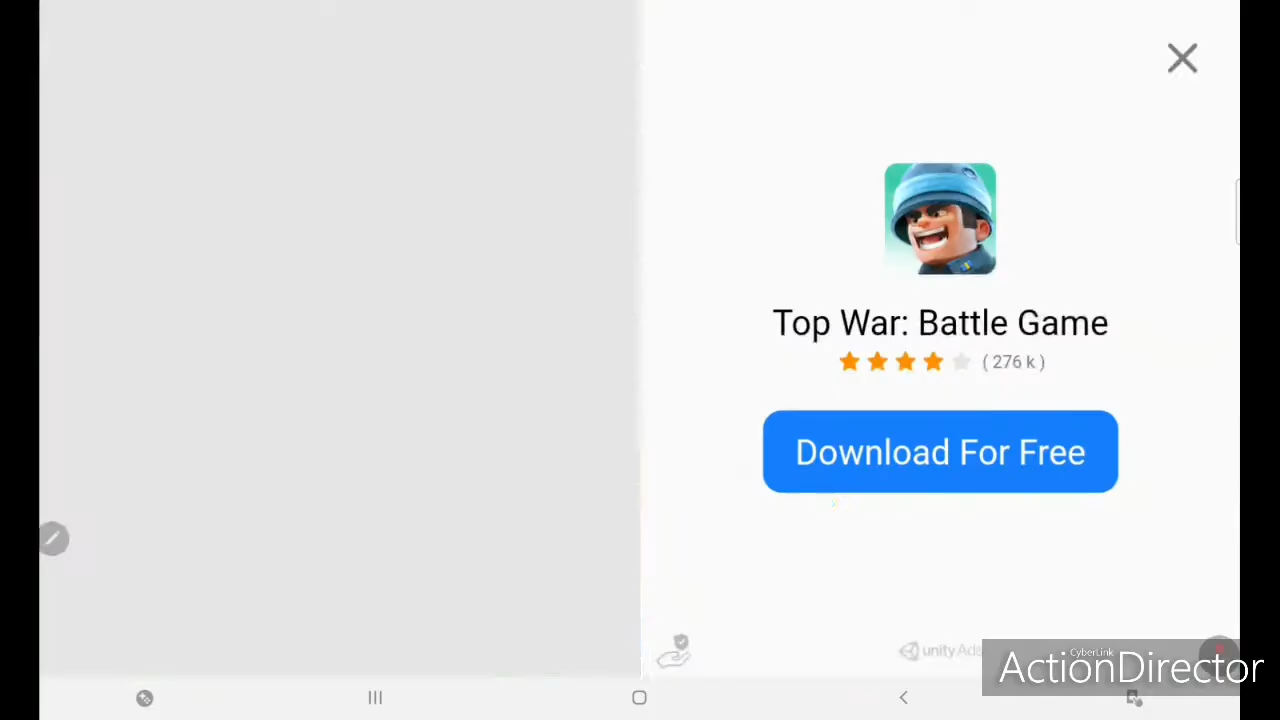 Top War: Battle Game
( 276 k )
Download For Free
unity Ads
CyberLink
ActionDirector